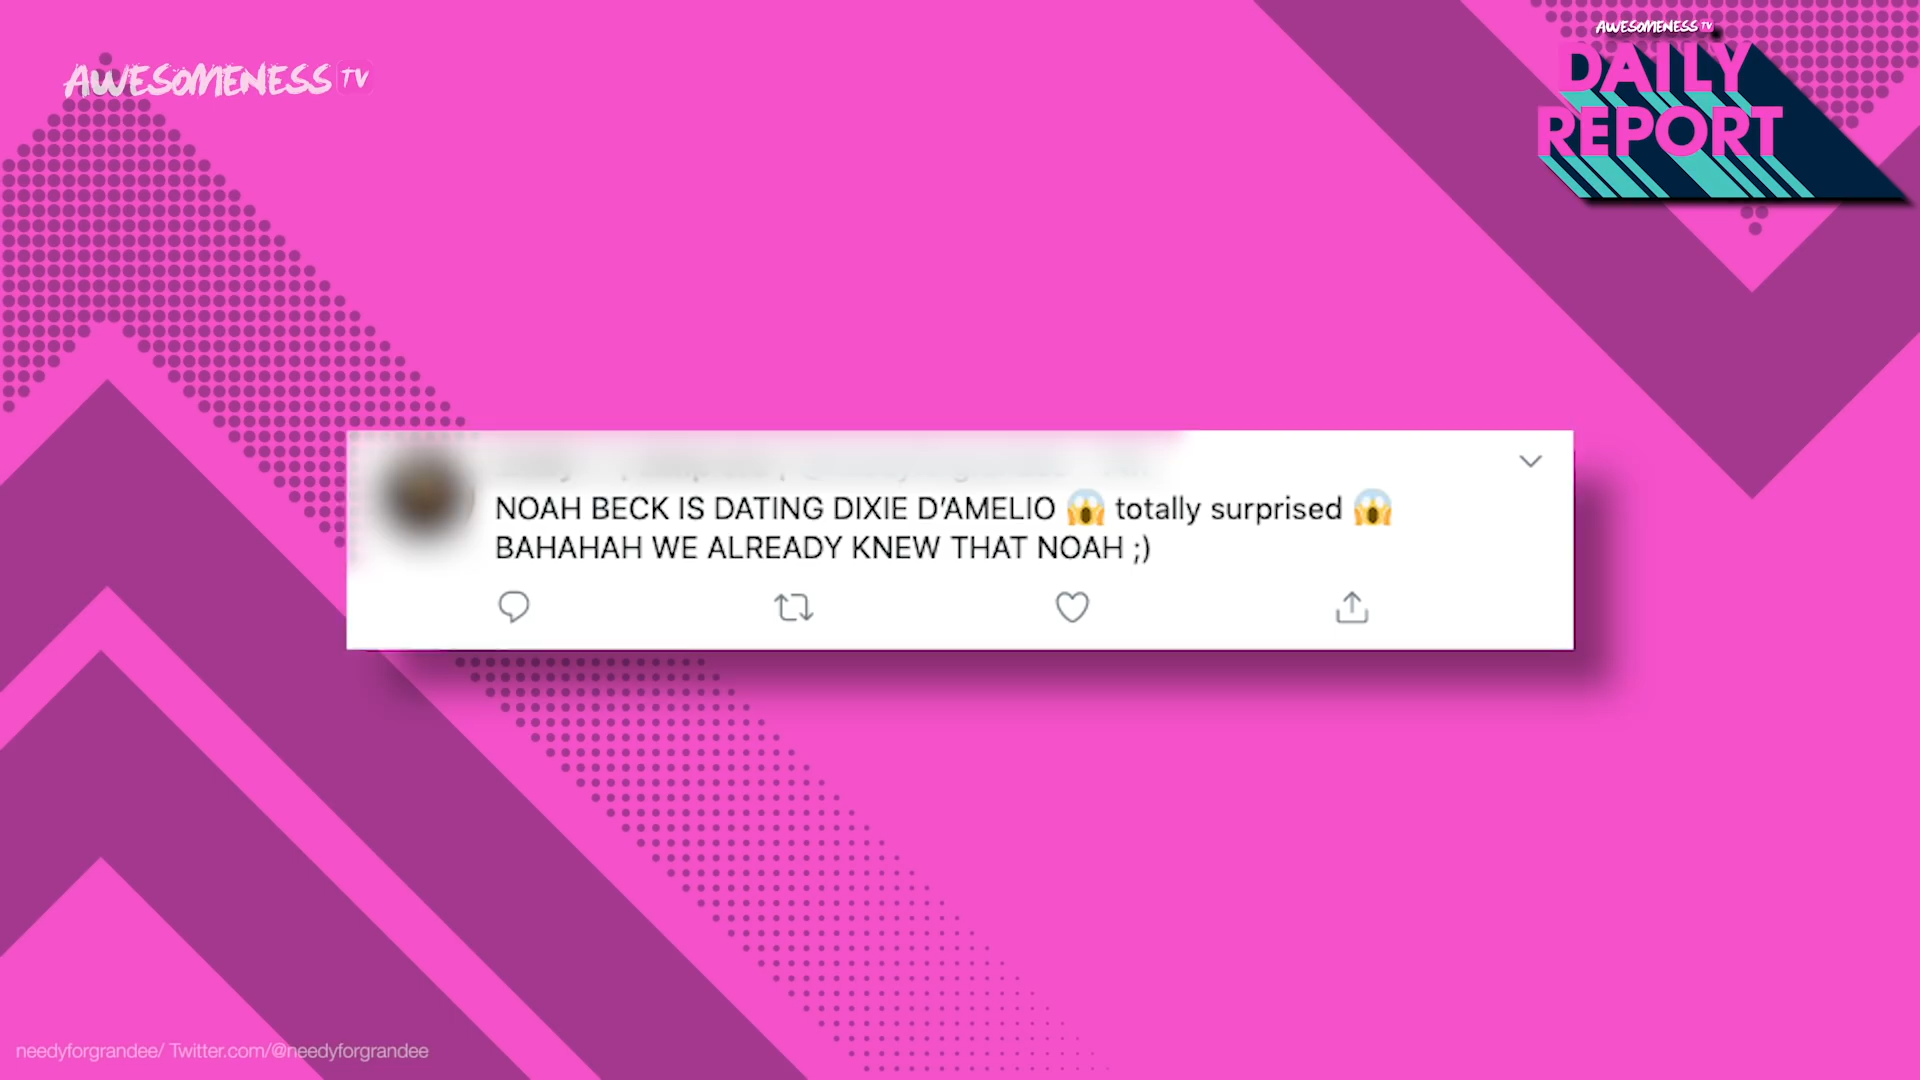 AWESOMENESS TV
AWESOMENESS TV
DAILY
REPORT
NOAH BECK IS DATING DIXIE D'AMELIO 😱 totally surprised 😱
BAHAHAH WE ALREADY KNEW THAT NOAH ;)
needyforgrandee/ Twitter.com/@needyforgrandee